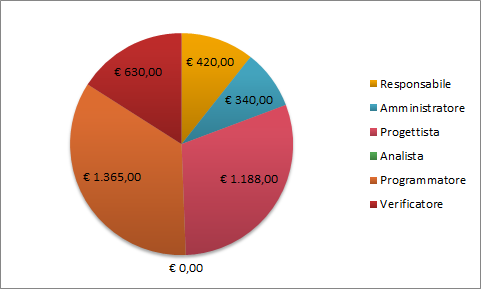 € 420,00
€ 340,00
€ 1.188,00
€ 0,00
€ 1.365,00
€ 630,00
Responsabile
Amministratore
Progettista
Analista
Programmatore
Verificatore